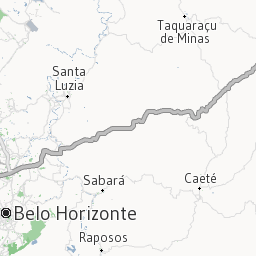 Taquaraçu
de Minas
Santa
Luzia
Sabará
Caeté
Belo Horizonte
Raposos